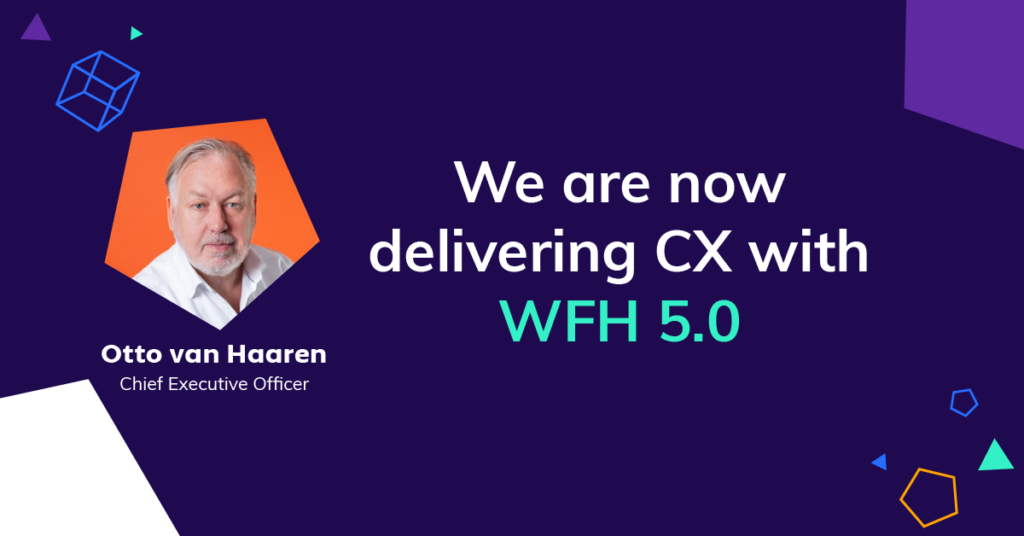 We are now
delivering CX with
WFH 5.0
Otto van Haaren
Chief Executive Officer